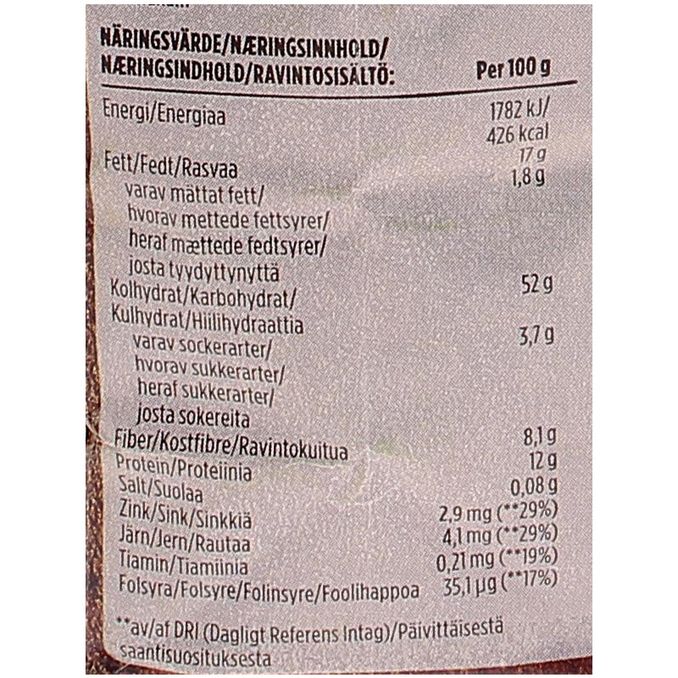 NÄRINGSVÄRDE/NÆRINGSINNHOLD/
NÆRINGSINDHOLD/RAVINTOSISÄLTÖ: Per 100 g
Energi/Energiaa 1782 kJ/
426 kcal
Fett/Fedt/Rasvaa 17 g
varav mättat fett/ 1,8 g
hvorav mettede fettsyrer/
heraf mættede fedtsyrer/
josta tyydyttynyttä
Kolhydrat/Karbohydrat/ 52 g
Kulhydrat/Hiilihydraattia
varav sockerarter/ 3,7 g
hvorav sukkerarter/
heraf sukkerarter/
josta sokereita
Fiber/Kostfibre/Ravintokuitua 8,1 g
Protein/Proteiinia 12 g
Salt/Suolaa 0,08 g
Zink/Sink/Sinkkiä 2,9 mg (**29%)
Järn/Jern/Rautaa 4,1 mg (**29%)
Tiamin/Tiamiinia 0,21 mg (**19%)
Folsyra/Folsyre/Folinsyre/Foolihappoa 35,1 µg (**17%)
**av/af DRI (Dagligt Referens Intag)/Päivittäisestä
saantisuosituksesta